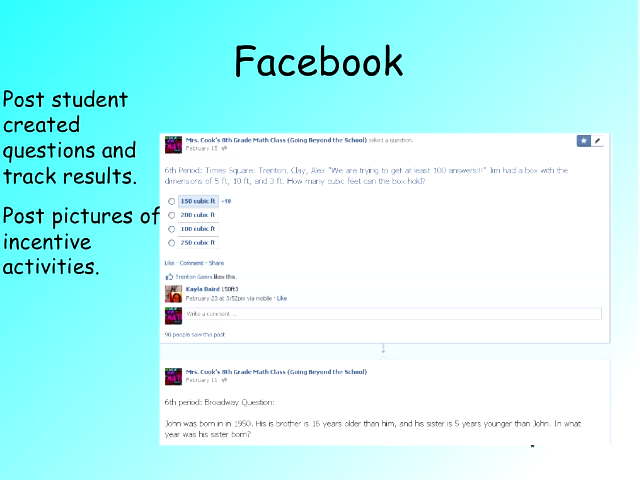 Facebook
Post student
created
questions and
track results.
Post pictures of
incentive
activities.
Mrs. Cook's 8th Grade Math Class (Going Beyond the School) asked a question.
February 15
6th Period: Times Square: Trenton, Clay, Alex "We are trying to get at least 100 answers!!!" Jim had a box with the
dimensions of 5 ft, 10 ft, and 3 ft. How many cubic feet can the box hold?
150 cubic ft
200 cubic ft
100 cubic ft
250 cubic ft
Like · Comment · Share
Trenton Geers likes this.
Kayla Baird 150ft3
February 23 at 3:52pm via mobile · Like
Write a comment...
90 people saw this post
Mrs. Cook's 8th Grade Math Class (Going Beyond the School)
February 11
6th period: Broadway Question:
John was born in in 1950. His is brother is 16 years older than him, and his sister is 5 years younger than John. In what
year was his sister born?